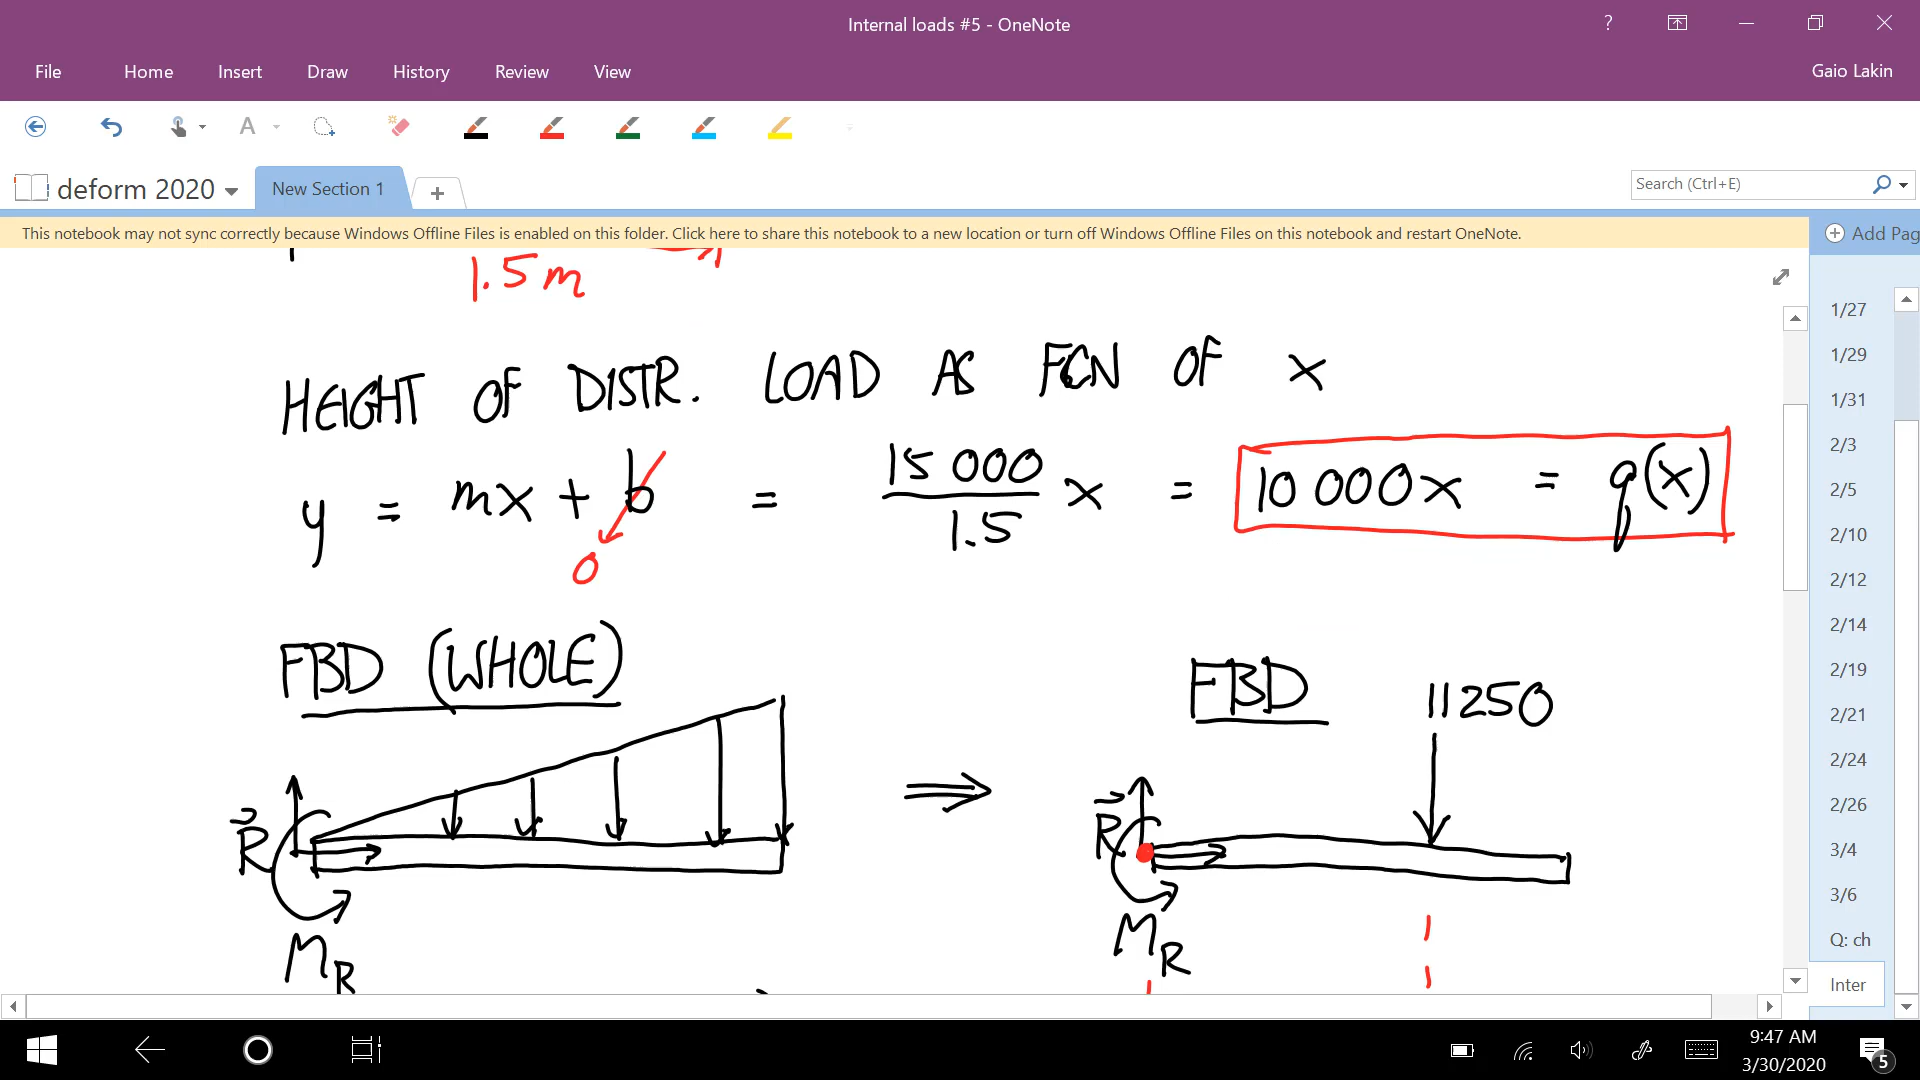 Internal loads #5 - OneNote
?
File Home Insert Draw History Review View
Gaio Lakin
A
deform 2020
New Section 1
+
Search (Ctrl+E)
This notebook may not sync correctly because Windows Offline Files is enabled on this folder. Click here to share this notebook to a new location or turn off Windows Offline Files on this notebook and restart OneNote.
Add Pag
1.5 m
HEIGHT OF DISTR. LOAD AS FCN OF x
y = mx + b = 15 000 / 1.5 x = 10 000 x = q(x)
0
FBD (WHOLE)
FBD
11250
R
R
M_R
M_R
1/27
1/29
1/31
2/3
2/5
2/10
2/12
2/14
2/19
2/21
2/24
2/26
3/4
3/6
Q: ch
Inter
9:47 AM
3/30/2020
5